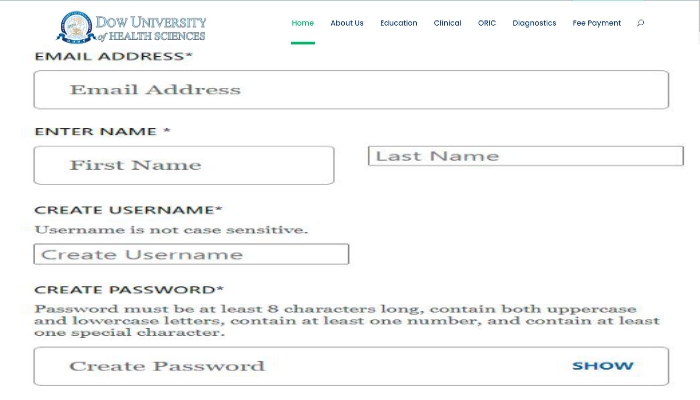 DOW UNIVERSITY
of HEALTH SCIENCES
Home About Us Education Clinical ORIC Diagnostics Fee Payment
EMAIL ADDRESS*
Email Address
ENTER NAME *
First Name
Last Name
CREATE USERNAME*
Username is not case sensitive.
Create Username
CREATE PASSWORD*
Password must be at least 8 characters long, contain both uppercase
and lowercase letters, contain at least one number, and contain at least
one special character.
Create Password SHOW